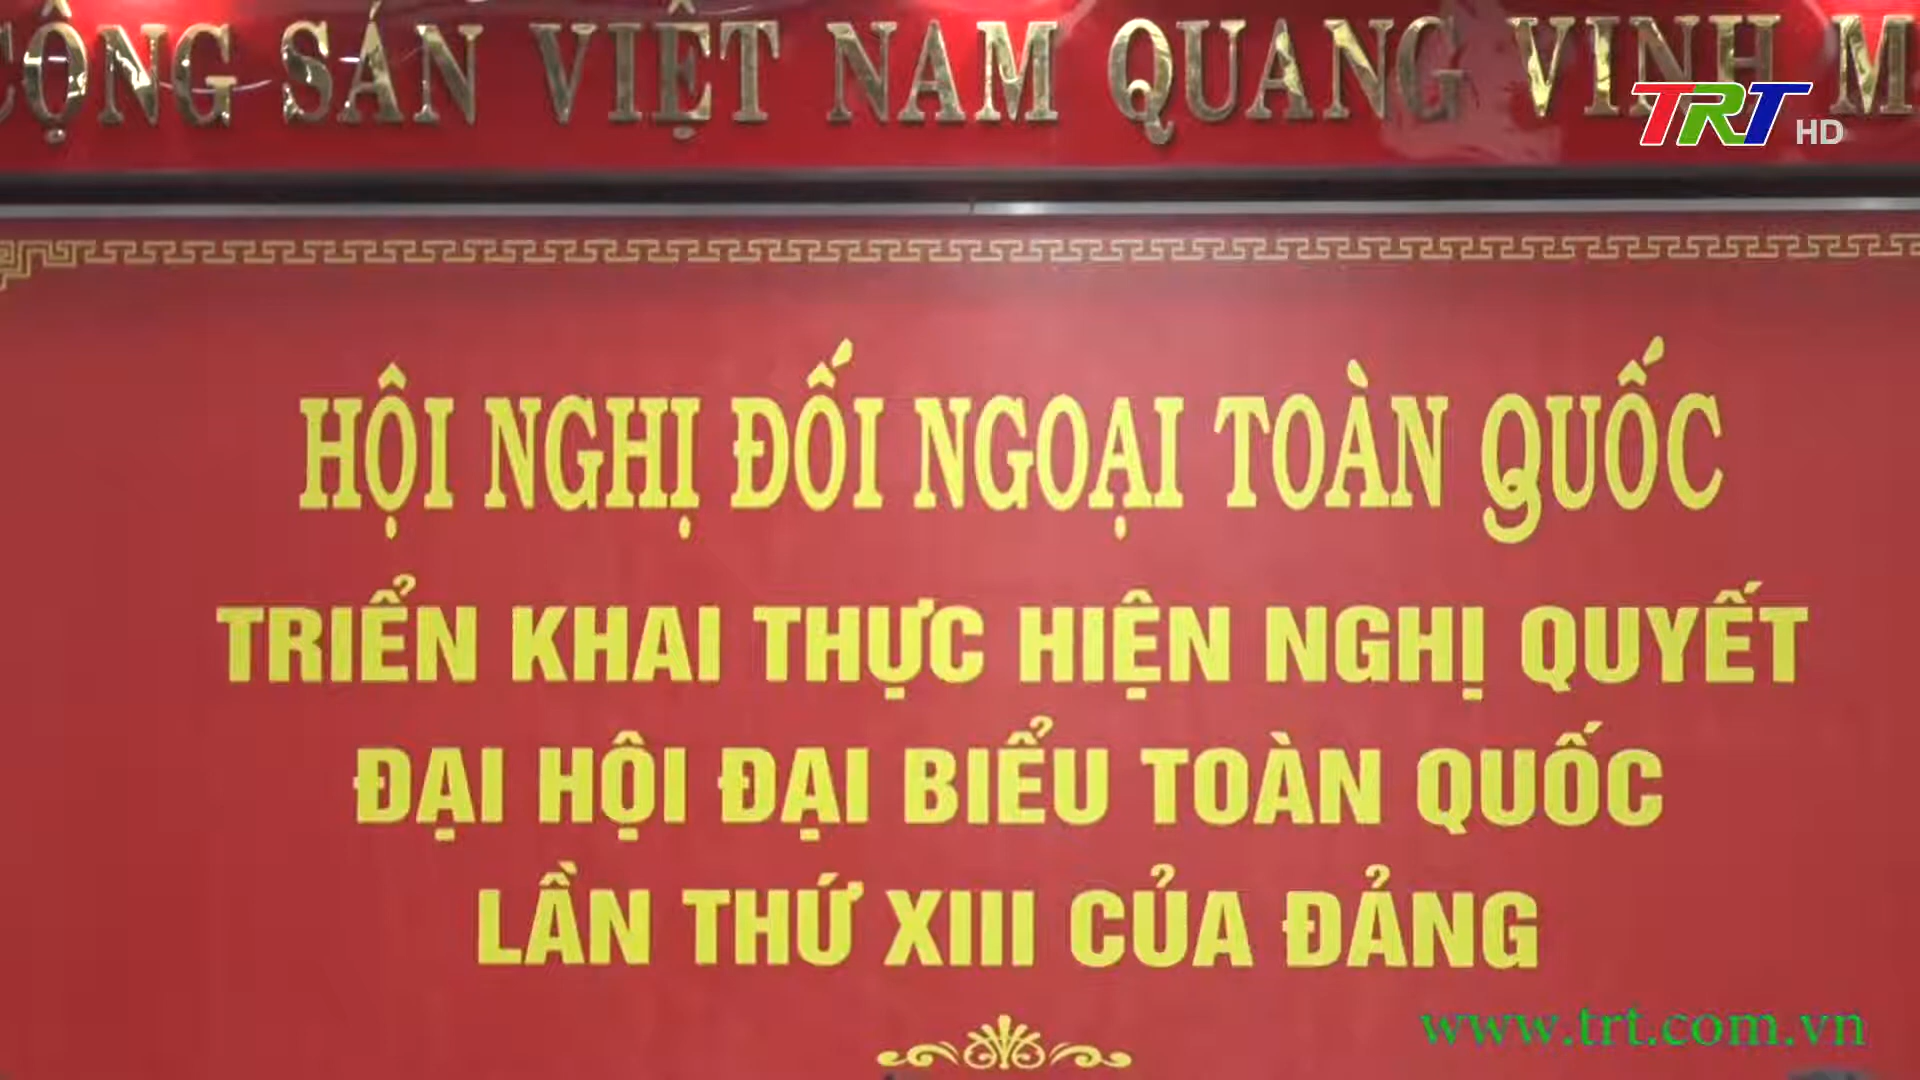 CỘNG SẢN VIỆT NAM QUANG VINH M
TRT HD
HỘI NGHỊ ĐỐI NGOẠI TOÀN QUỐC
TRIỂN KHAI THỰC HIỆN NGHỊ QUYẾT
ĐẠI HỘI ĐẠI BIỂU TOÀN QUỐC
LẦN THỨ XIII CỦA ĐẢNG
www.trt.com.vn